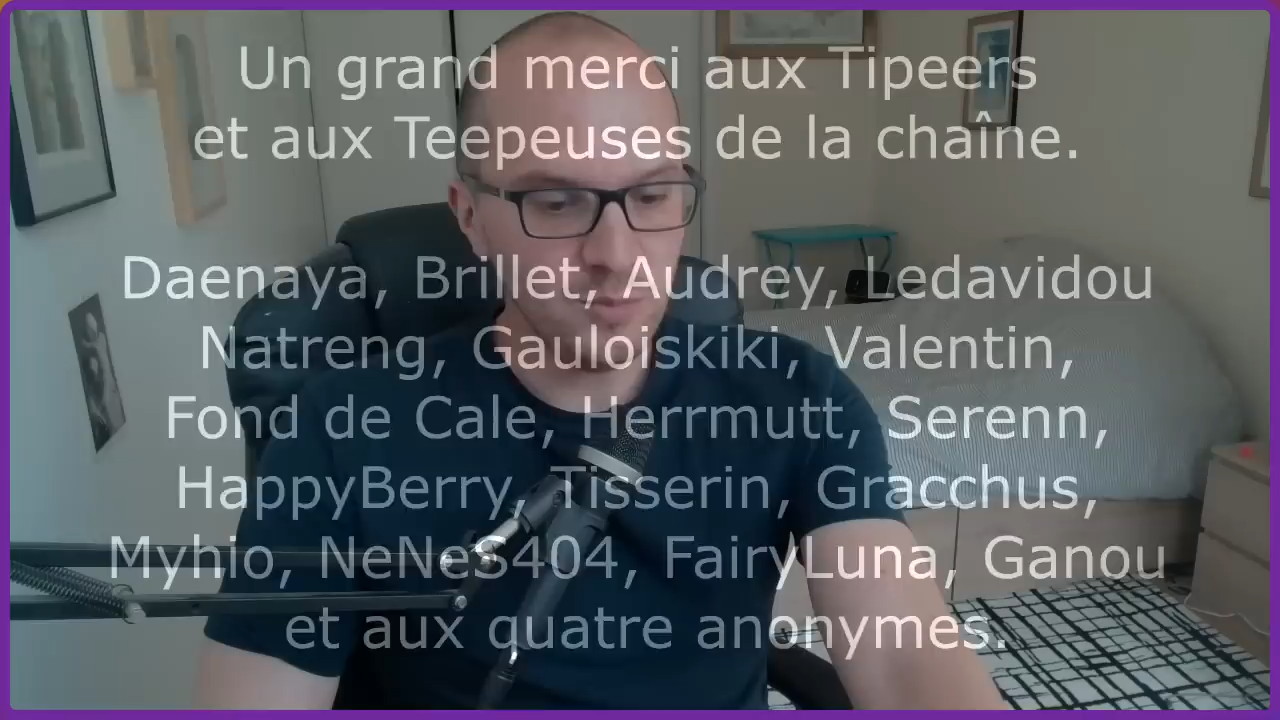 Un grand merci aux Tipeers
et aux Teepeuses de la chaîne.
Daenaya, Brillet, Audrey, Ledavidou
Natreng, Gauloiskiki, Valentin,
Fond de Cale, Herrmutt, Serenn,
HappyBerry, Tisserin, Gracchus,
Myhio, NeNeS404, FairyLuna, Ganou
et aux quatre anonymes.